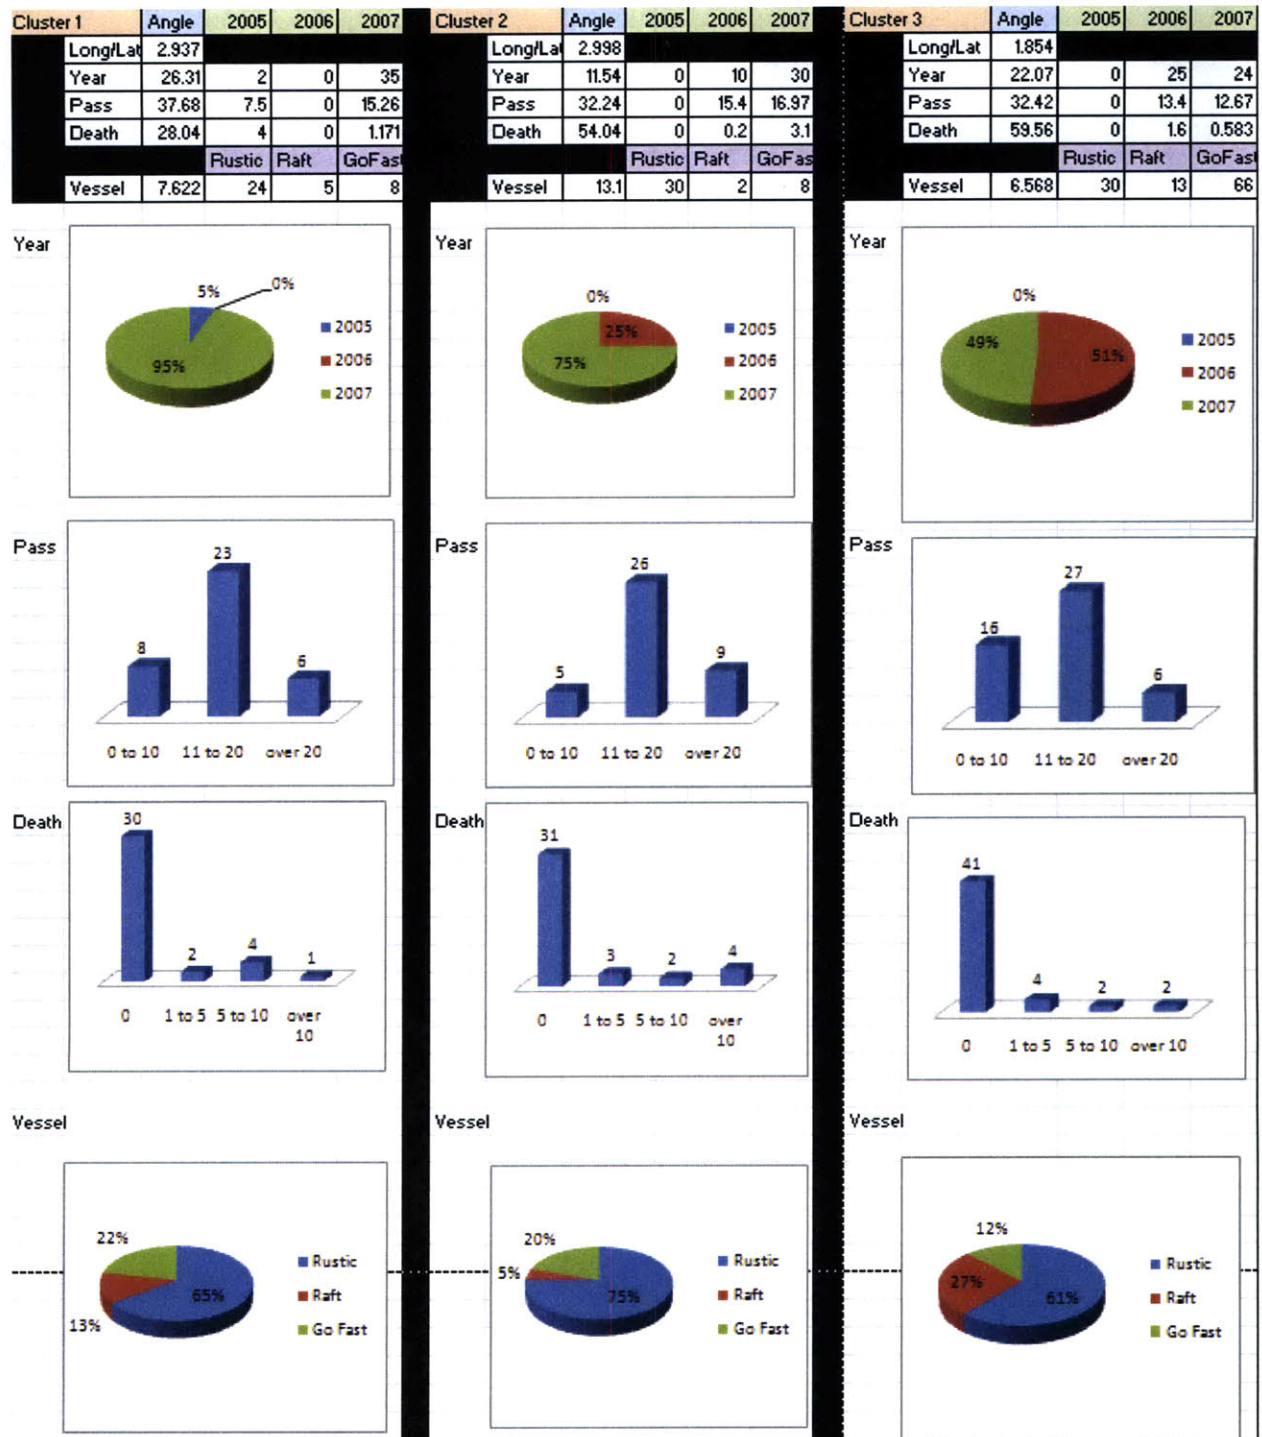 Cluster 1 Angle 2005 2006 2007
Long/Lat 2.937
Year 26.31 2 0 35
Pass 37.68 7.5 0 15.26
Death 28.04 4 0 1.171
Rustic Raft GoFast
Vessel 7.622 24 5 8
Year
5% 0%
95%
2005
2006
2007
Pass
8 23 6
0 to 10 11 to 20 over 20
Death
30 2 4 1
0 1 to 5 5 to 10 over
10
Vessel
22%
65%
13%
Rustic
Raft
Go Fast
Cluster 2 Angle 2005 2006 2007
Long/Lat 2.998
Year 11.54 0 10 30
Pass 32.24 0 15.4 16.97
Death 54.04 0 0.2 3.1
Rustic Raft GoFast
Vessel 13.1 30 2 8
Year
0%
25%
75%
2005
2006
2007
Pass
5 26 9
0 to 10 11 to 20 over 20
Death
31 3 2 4
0 1 to 5 5 to 10 over
10
Vessel
20%
5%
75%
Rustic
Raft
Go Fast
Cluster 3 Angle 2005 2006 2007
Long/Lat 1.854
Year 22.07 0 25 24
Pass 32.42 0 13.4 12.67
Death 59.56 0 1.6 0.583
Rustic Raft GoFast
Vessel 6.568 30 13 66
Year
0%
49% 51%
2005
2006
2007
Pass
16 27 6
0 to 10 11 to 20 over 20
Death
41 4 2 2
0 1 to 5 5 to 10 over 10
Vessel
12%
27%
61%
Rustic
Raft
Go Fast